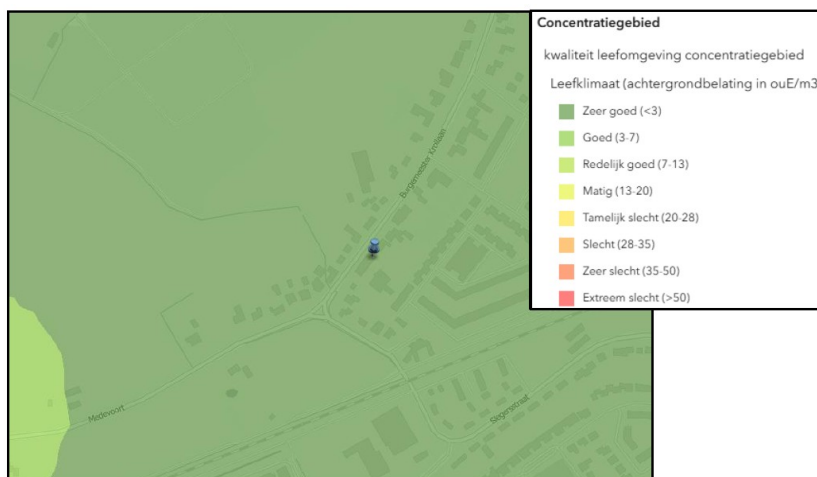 Concentratiegebied
kwaliteit leefomgeving concentratiegebied
Leefklimaat (achtergrondbelating in ouE/m3
Zeer goed (<3)
Goed (3-7)
Redelijk goed (7-13)
Matig (13-20)
Tamelijk slecht (20-28)
Slecht (28-35)
Zeer slecht (35-50)
Extreem slecht (>50)
Burgemeester Krollaan
Medevoort